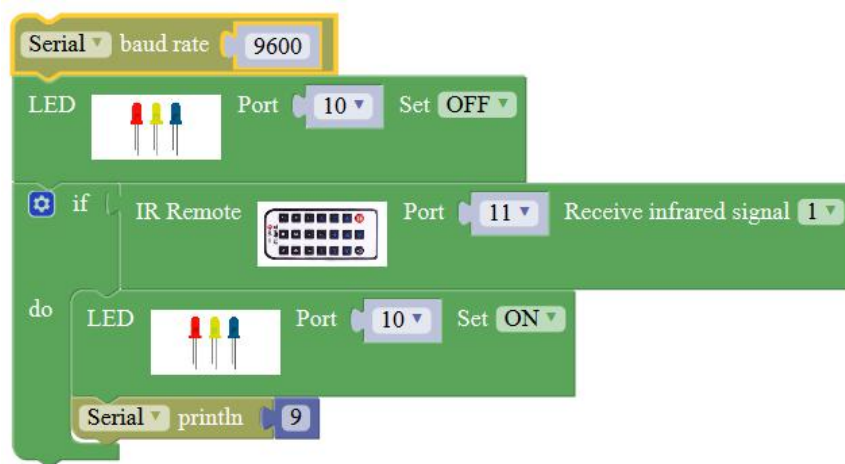 Serial baud rate 9600
LED Port 10 Set OFF
if IR Remote Port 11 Receive infrared signal 1
do LED Port 10 Set ON
Serial println 9